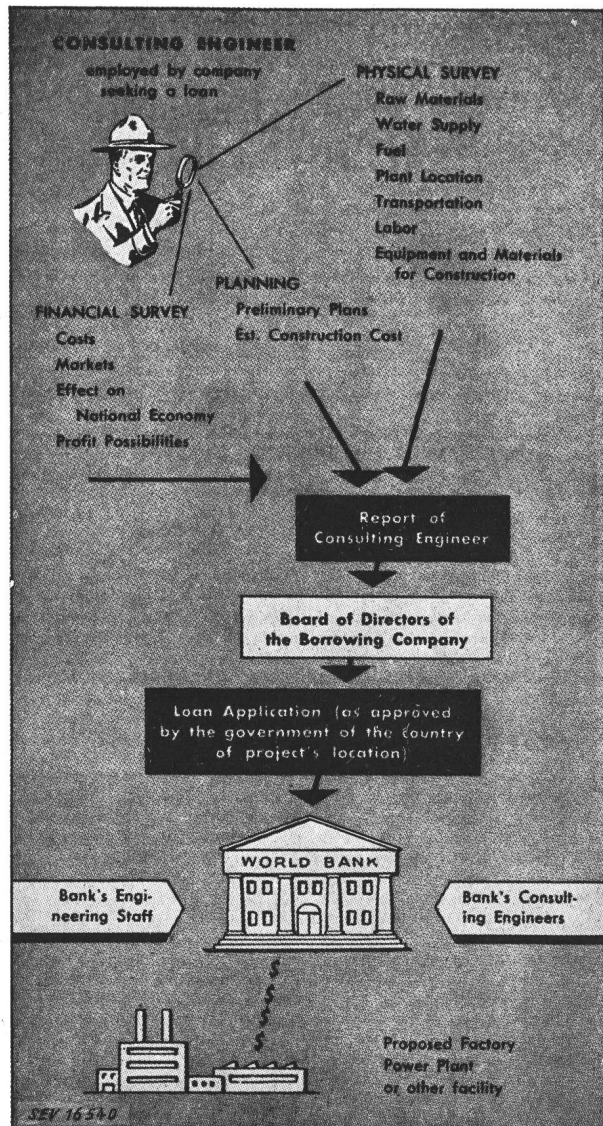 CONSULTING ENGINEER
employed by company
seeking a loan
PHYSICAL SURVEY
Raw Materials
Water Supply
Fuel
Plant Location
Transportation
Labor
Equipment and Materials
for Construction
PLANNING
Preliminary Plans
Est. Construction Cost
FINANCIAL SURVEY
Costs
Markets
Effect on
National Economy
Profit Possibilities
Report of
Consulting Engineer
Board of Directors of
the Borrowing Company
Loan Application (as approved
by the government of the country
of project's location)
WORLD BANK
Bank's Engi-
neering Staff
Bank's Consult-
ing Engineers
$
$
$
$
$
Proposed Factory
Power Plant
or other facility
SEV 16540